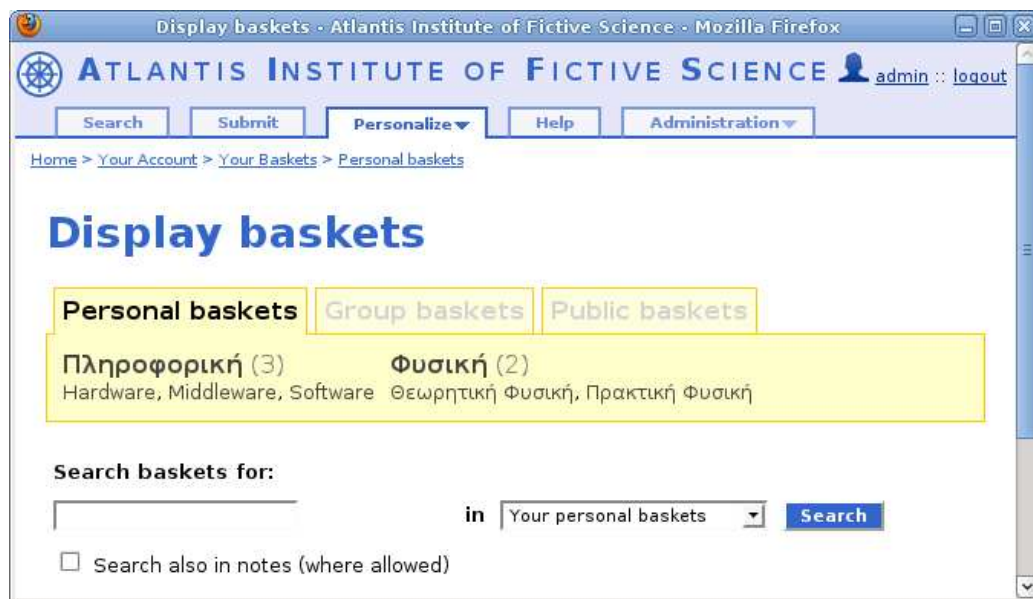 Display baskets - Atlantis Institute of Fictive Science - Mozilla Firefox
ATLANTIS INSTITUTE OF FICTIVE SCIENCE admin :: logout
Search Submit Personalize Help Administration
Home > Your Account > Your Baskets > Personal baskets
Display baskets
Personal baskets Group baskets Public baskets
Πληροφορική (3) Φυσική (2)
Hardware, Middleware, Software Θεωρητική Φυσική, Πρακτική Φυσική
Search baskets for:
in Your personal baskets Search
Search also in notes (where allowed)